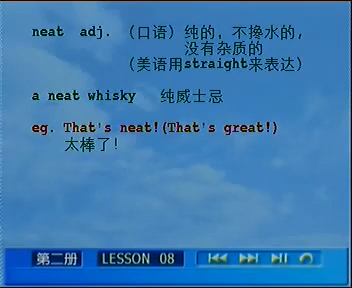 neat adj. (口语) 纯的, 不搀水的,
没有杂质的
(美语用straight来表达)
a neat whisky 纯威士忌
eg. That's neat!(That's great!)
太棒了!
第二册 LESSON 08